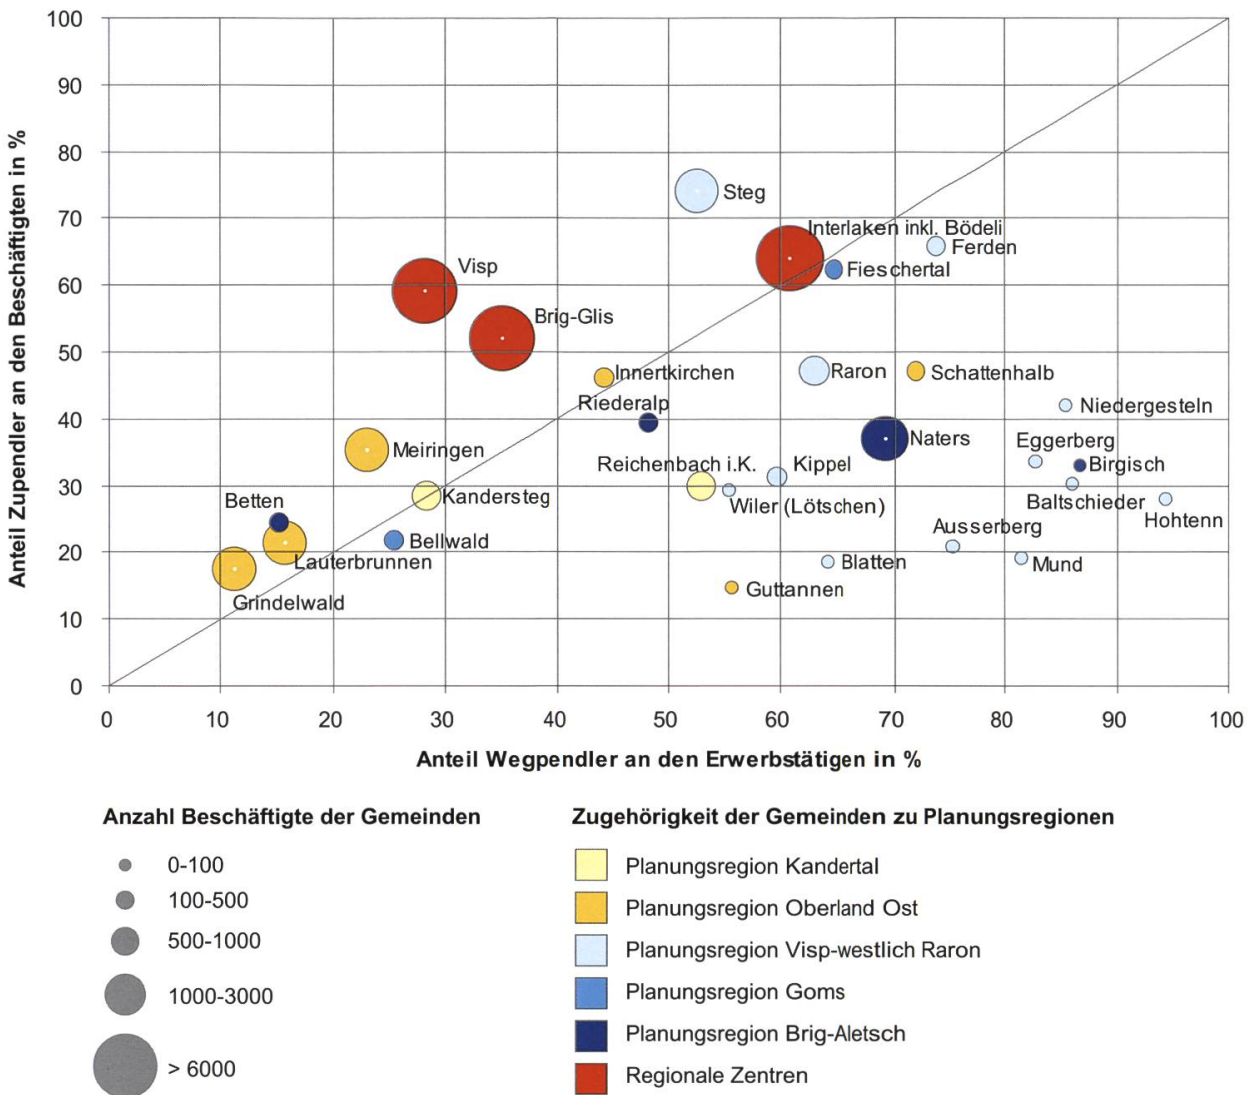 Anteil Zupendler an den Beschäftigten in %
100
90
80
70
60
50
40
30
20
10
0
Steg
Interlaken inkl. Bödeli
Ferden
Visp
Fieschertal
Brig-Glis
Innertkirchen
Raron
Schattenhalb
Riederalp
Niedergesteln
Meiringen
Naters
Eggerberg
Reichenbach i.K.
Kippel
Birgisch
Betten
Kandersteg
Wiler (Lötschen)
Baltschieder
Hohtenn
Bellwald
Ausserberg
Lauterbrunnen
Blatten
Mund
Grindelwald
Guttannen
0 10 20 30 40 50 60 70 80 90 100
Anteil Wegpendler an den Erwerbstätigen in %
Anzahl Beschäftigte der Gemeinden
0-100
100-500
500-1000
1000-3000
> 6000
Zugehörigkeit der Gemeinden zu Planungsregionen
Planungsregion Kandertal
Planungsregion Oberland Ost
Planungsregion Visp-westlich Raron
Planungsregion Goms
Planungsregion Brig-Aletsch
Regionale Zentren